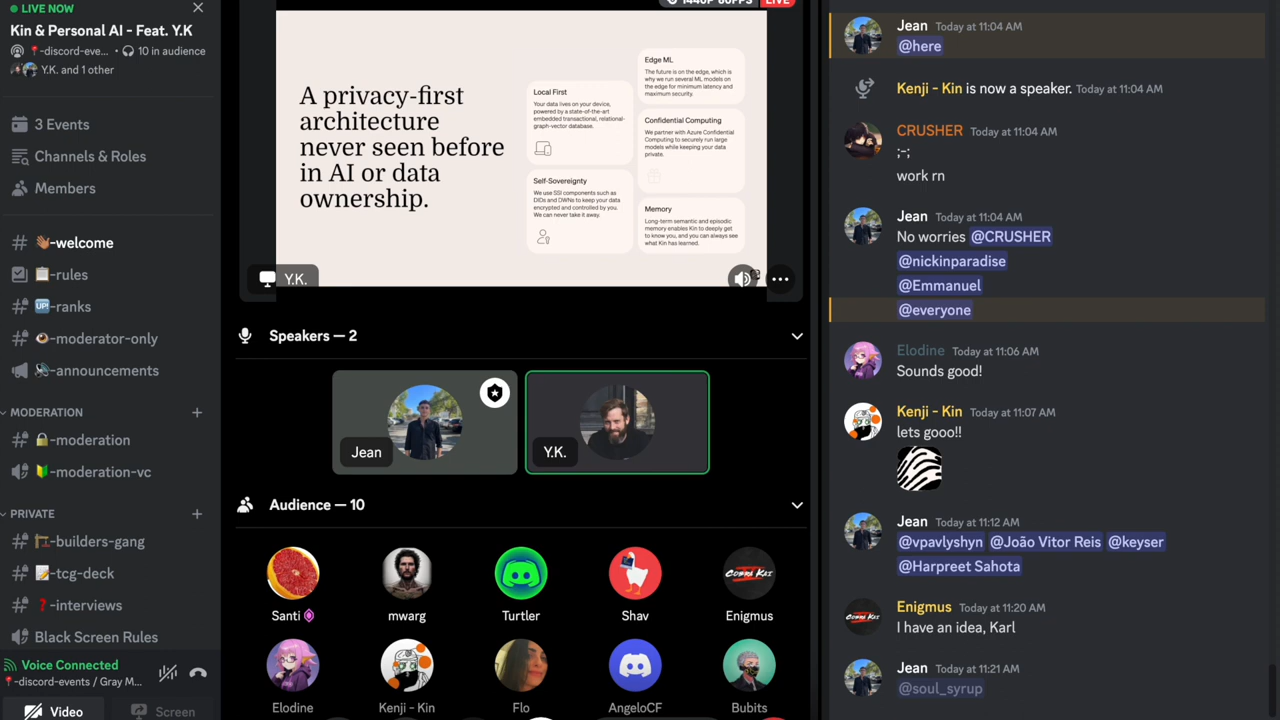 LIVE NOW
Kin & Personal AI - Feat. Y.K
10 in audience
Y.K. and 1 other
3 Events
Channels & Roles
Members
-welcome
-rules
UP!
-ranks
-moderator-only
-announcements
MODERATION
-moderation
-moderation-vc
PRIVATE
-builders-gang
-eng-deck
-interviews
Black Screen Rules
Voice Connected
Video
Screen
1440P 60FPS
LIVE
A privacy-first
architecture
never seen before
in AI or data
ownership.
Local First
Your data lives on your device,
powered by a state-of-the-art
embedded transactional, relational-
graph-vector database.
Self-Sovereignty
We use SSI components such as
DIDs and DWNs to keep your data
encrypted and controlled by you.
We can never take it away.
Edge ML
The future is on the edge, which is
why we run several ML models on
the edge for minimum latency and
maximum security.
Confidential Computing
We partner with Azure Confidential
Computing to securely run large
models while keeping your data
private.
Memory
Long-term semantic and episodic
memory enables Kin to deeply get
to know you, and you can always see
what Kin has learned.
Y.K.
Speakers — 2
Jean
Y.K.
Audience — 10
Santi
mwarg
Turtler
Shav
COBRA KAI
Enigmus
Elodine
Kenji - Kin
Flo
AngeloCF
Bubits
Jean Today at 11:04 AM
@here
Kenji - Kin is now a speaker. Today at 11:04 AM
CRUSHER Today at 11:04 AM
;-;
work rn
Jean Today at 11:04 AM
No worries @CRUSHER
@nickinparadise
@Emmanuel
@everyone
Elodine Today at 11:06 AM
Sounds good!
Kenji - Kin Today at 11:07 AM
lets gooo!!
Jean Today at 11:12 AM
@vpavlyshyn @João Vitor Reis @keyser
@Harpreet Sahota
Enigmus Today at 11:20 AM
I have an idea, Karl
Jean Today at 11:21 AM
@soul_syrup